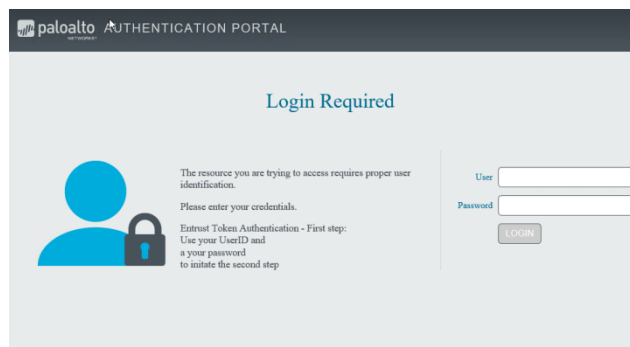 paloalto AUTHENTICATION PORTAL
NETWORKS
Login Required
The resource you are trying to access requires proper user
identification.
Please enter your credentials.
Entrust Token Authentication - First step:
Use your UserID and
a your password
to initate the second step
User
Password
LOGIN